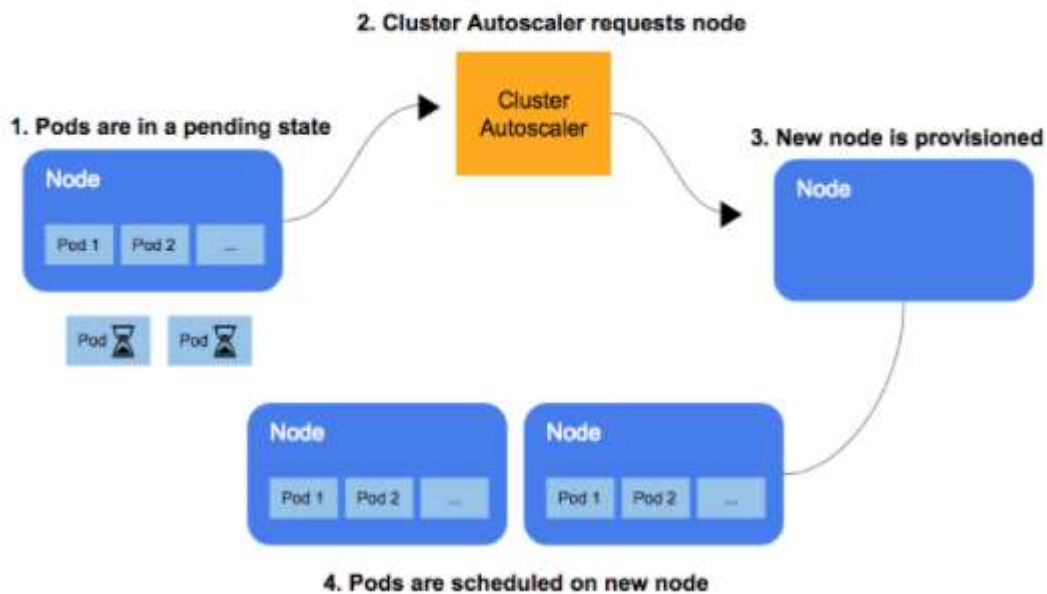 2. Cluster Autoscaler requests node
Cluster
Autoscaler
1. Pods are in a pending state
Node
Pod 1
Pod 2
...
Pod
Pod
3. New node is provisioned
Node
Node
Pod 1
Pod 2
...
Node
Pod 1
Pod 2
...
4. Pods are scheduled on new node